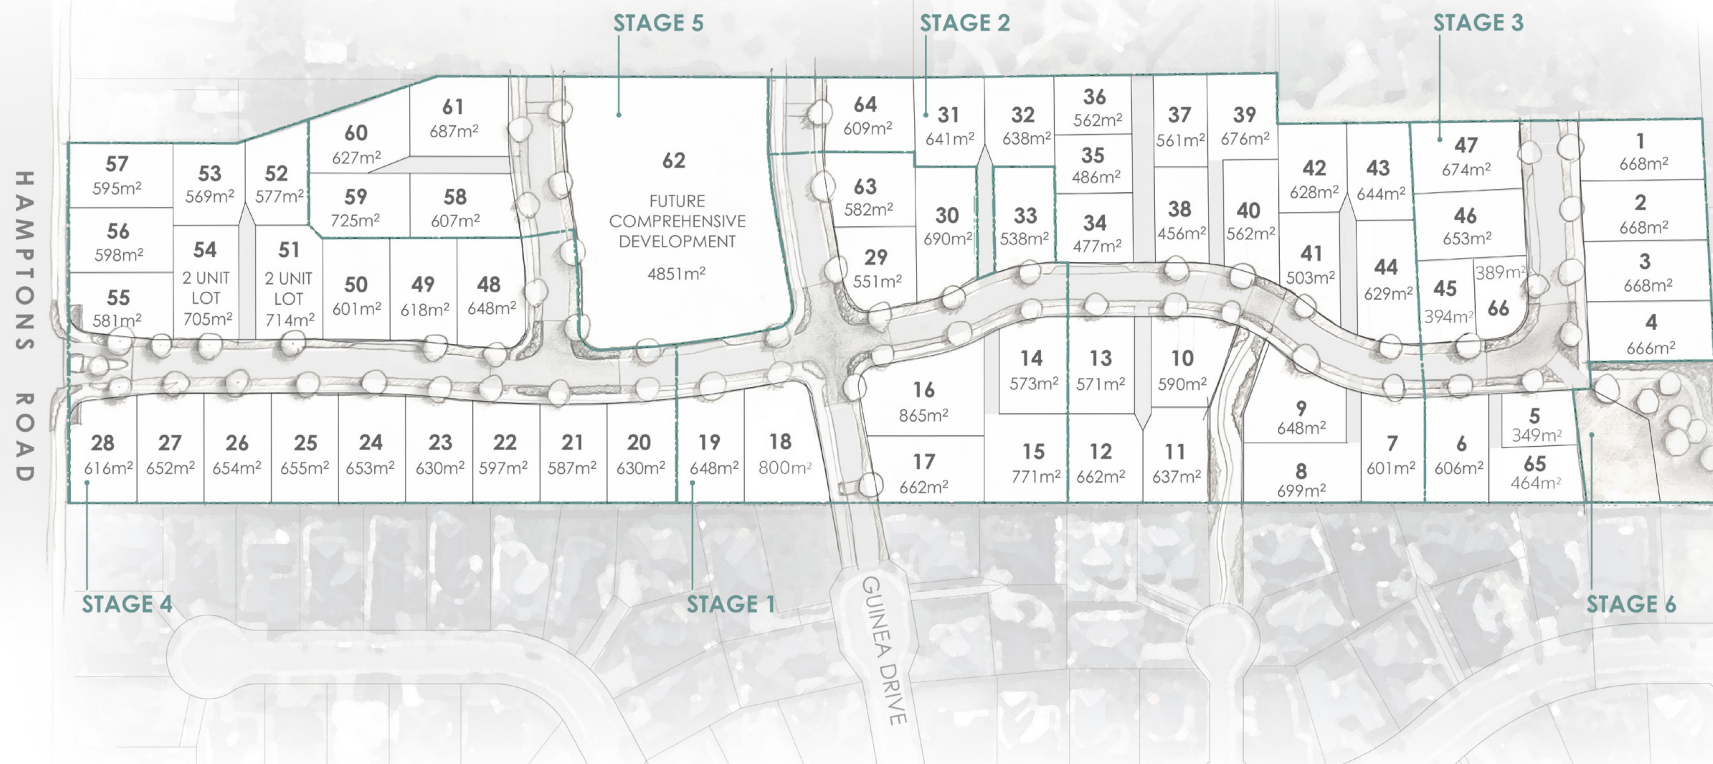 STAGE 5
STAGE 2
STAGE 3
HAMPTONS ROAD
57
595m²
56
598m²
55
581m²
53
569m²
54
2 UNIT
LOT
705m²
52
577m²
51
2 UNIT
LOT
714m²
60
627m²
61
687m²
59
725m²
58
607m²
50
601m²
49
618m²
48
648m²
62
FUTURE
COMPREHENSIVE
DEVELOPMENT
4851m²
64
609m²
63
582m²
29
551m²
31
641m²
30
690m²
32
638m²
33
538m²
36
562m²
35
486m²
34
477m²
37
561m²
38
456m²
39
676m²
40
562m²
42
628m²
41
503m²
43
644m²
44
629m²
47
674m²
46
653m²
45
394m²
389m²
66
1
668m²
2
668m²
3
668m²
4
666m²
28
616m²
27
652m²
26
654m²
25
655m²
24
653m²
23
630m²
22
597m²
21
587m²
20
630m²
19
648m²
18
800m²
16
865m²
17
662m²
14
573m²
15
771m²
13
571m²
12
662m²
10
590m²
11
637m²
9
648m²
8
699m²
7
601m²
6
606m²
5
349m²
65
464m²
STAGE 4
STAGE 1
STAGE 6
GUINEA DRIVE